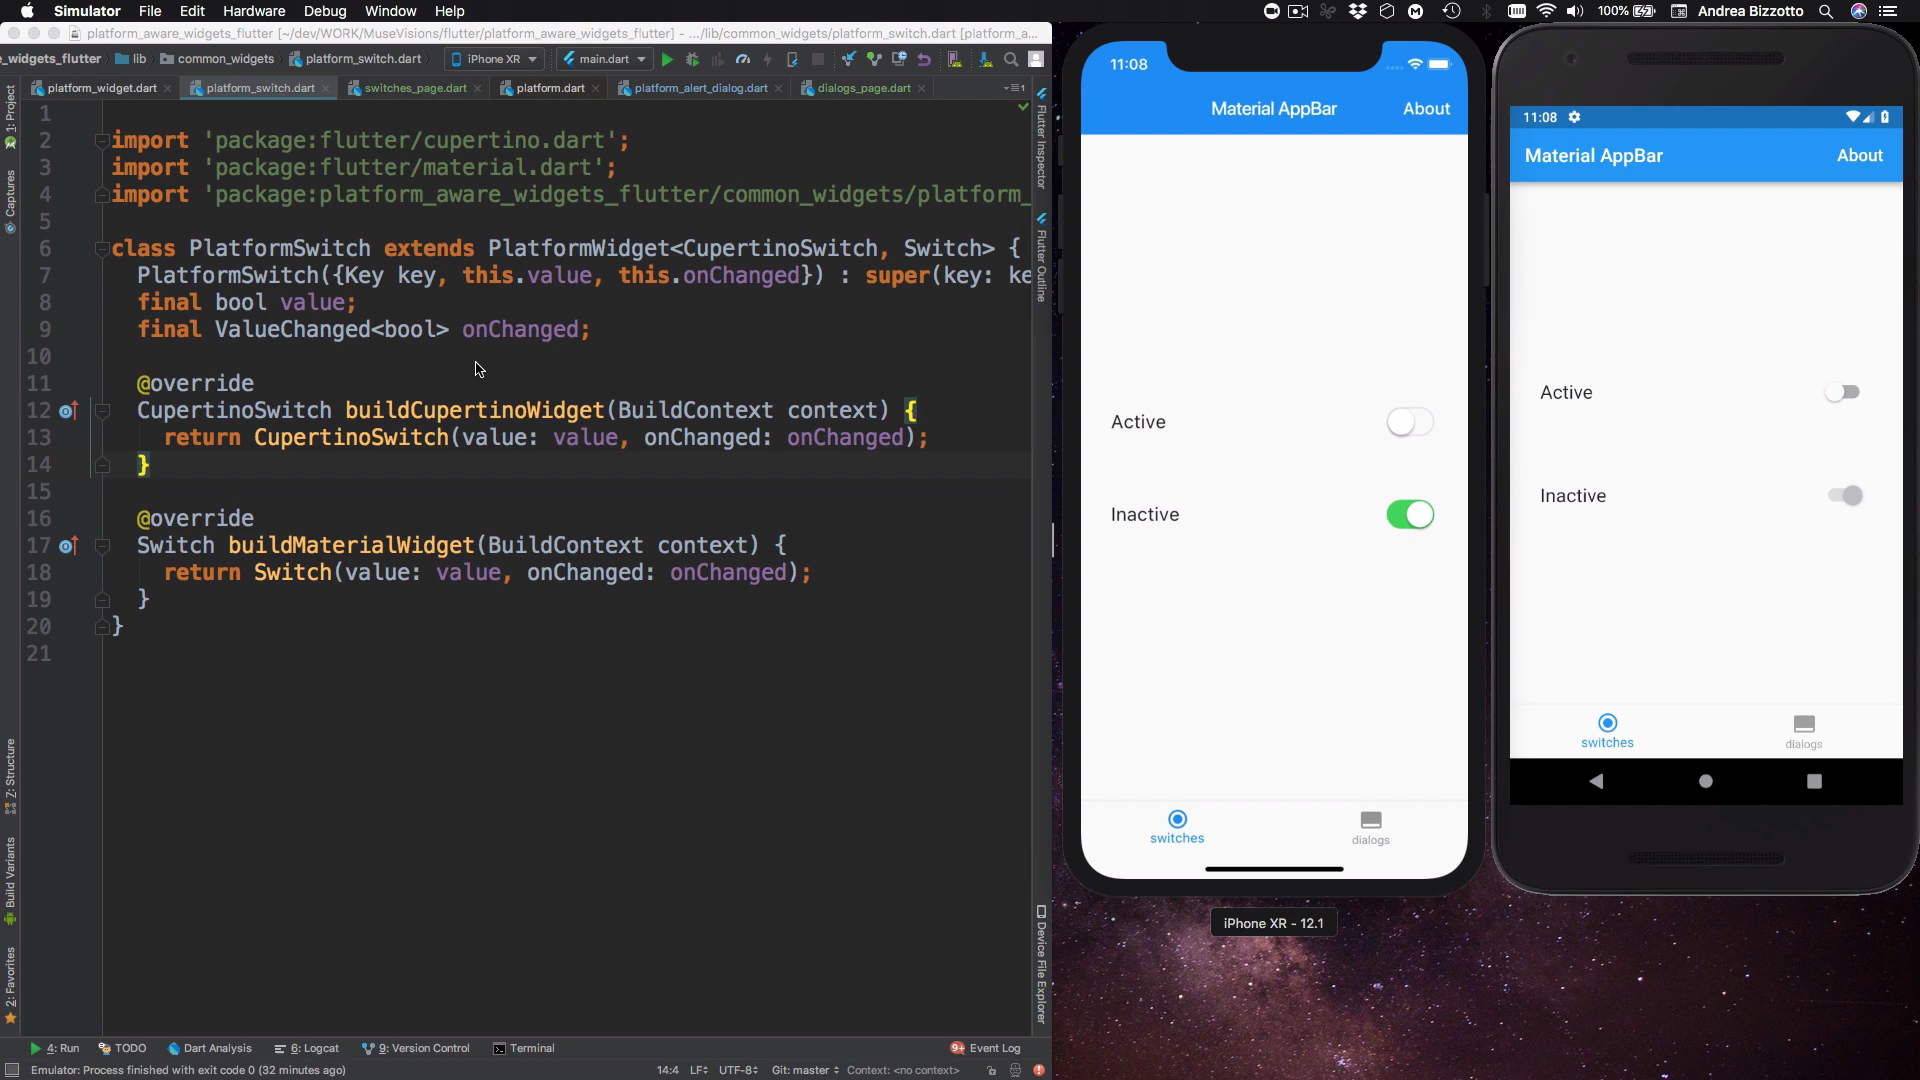 Simulator File Edit Hardware Debug Window Help
100% Andrea Bizzotto
platform_aware_widgets_flutter [~/dev/WORK/MuseVisions/flutter/platform_aware_widgets_flutter] - .../lib/common_widgets/platform_switch.dart [platform_a...
e_widgets_flutter lib common_widgets platform_switch.dart iPhone XR main.dart
platform_widget.dart platform_switch.dart switches_page.dart platform.dart platform_alert_dialog.dart dialogs_page.dart
1: Project
Captures
Z: Structure
Build Variants
2: Favorites
1
2 import 'package:flutter/cupertino.dart';
3 import 'package:flutter/material.dart';
4 import 'package:platform_aware_widgets_flutter/common_widgets/platform_
5
6 class PlatformSwitch extends PlatformWidget<CupertinoSwitch, Switch> {
7 PlatformSwitch({Key key, this.value, this.onChanged}) : super(key: ke
8 final bool value;
9 final ValueChanged<bool> onChanged;
10
11 @override
12 CupertinoSwitch buildCupertinoWidget(BuildContext context) {
13 return CupertinoSwitch(value: value, onChanged: onChanged);
14 }
15
16 @override
17 Switch buildMaterialWidget(BuildContext context) {
18 return Switch(value: value, onChanged: onChanged);
19 }
20 }
21
Flutter Inspector
Flutter Outline
Device File Explorer
4: Run TODO Dart Analysis 6: Logcat 9: Version Control Terminal 9+ Event Log
Emulator: Process finished with exit code 0 (32 minutes ago) 14:4 LF UTF-8 Git: master Context: <no context>
11:08
Material AppBar About
Active
Inactive
switches dialogs
iPhone XR - 12.1
11:08
Material AppBar About
Active
Inactive
switches dialogs